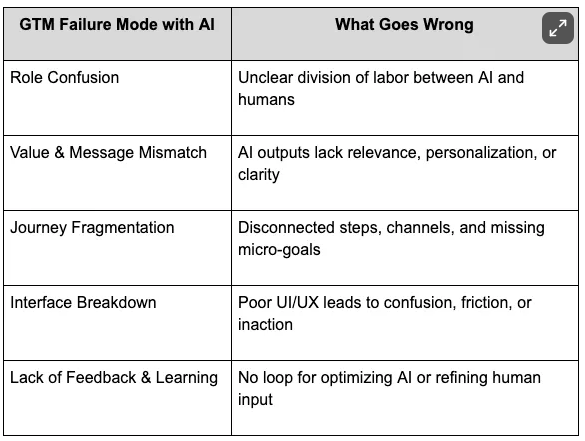 GTM Failure Mode with AI
What Goes Wrong
Role Confusion
Unclear division of labor between AI and
humans
Value & Message Mismatch
AI outputs lack relevance, personalization, or
clarity
Journey Fragmentation
Disconnected steps, channels, and missing
micro-goals
Interface Breakdown
Poor UI/UX leads to confusion, friction, or
inaction
Lack of Feedback & Learning
No loop for optimizing AI or refining human
input